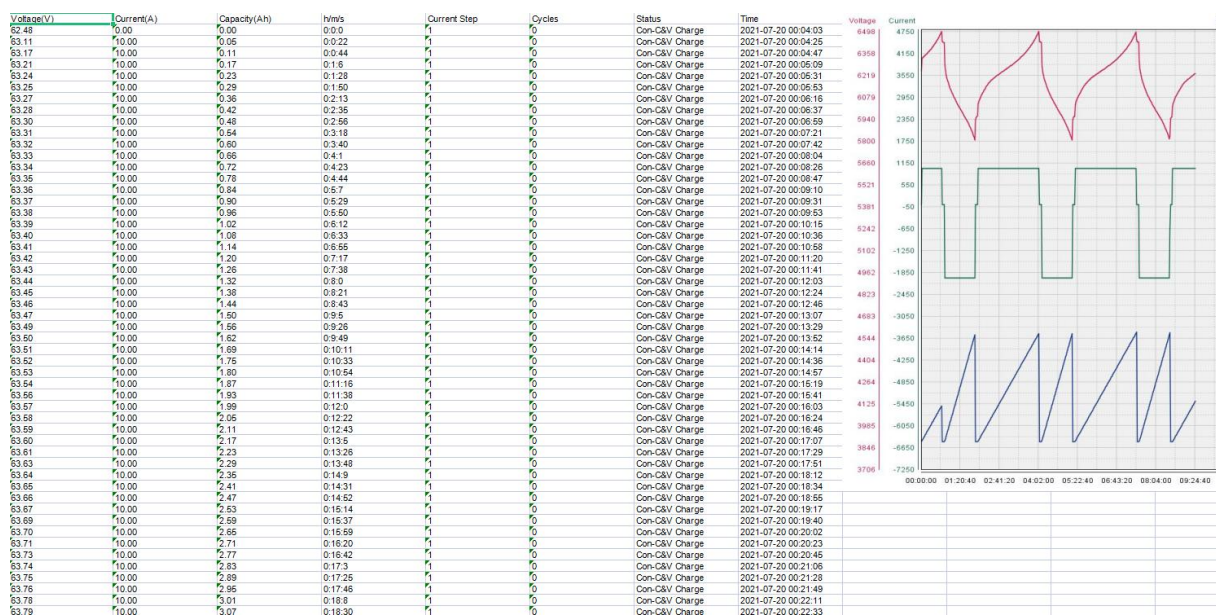 Voltage(V) Current(A) Capacity(Ah) h/m/s Current Step Cycles Status Time
62.48 0.00 0.00 0:0:0 1 0 Con-C&V Charge 2021-07-20 00:04:03
63.11 10.00 0.05 0:0:22 1 0 Con-C&V Charge 2021-07-20 00:04:25
63.17 10.00 0.11 0:0:44 1 0 Con-C&V Charge 2021-07-20 00:04:47
63.21 10.00 0.17 0:1:6 1 0 Con-C&V Charge 2021-07-20 00:05:09
63.24 10.00 0.23 0:1:28 1 0 Con-C&V Charge 2021-07-20 00:05:31
63.25 10.00 0.29 0:1:50 1 0 Con-C&V Charge 2021-07-20 00:05:53
63.27 10.00 0.36 0:2:13 1 0 Con-C&V Charge 2021-07-20 00:06:16
63.28 10.00 0.42 0:2:35 1 0 Con-C&V Charge 2021-07-20 00:06:37
63.30 10.00 0.48 0:2:56 1 0 Con-C&V Charge 2021-07-20 00:06:59
63.31 10.00 0.54 0:3:18 1 0 Con-C&V Charge 2021-07-20 00:07:21
63.32 10.00 0.60 0:3:40 1 0 Con-C&V Charge 2021-07-20 00:07:42
63.33 10.00 0.66 0:4:1 1 0 Con-C&V Charge 2021-07-20 00:08:04
63.34 10.00 0.72 0:4:23 1 0 Con-C&V Charge 2021-07-20 00:08:26
63.35 10.00 0.78 0:4:44 1 0 Con-C&V Charge 2021-07-20 00:08:47
63.36 10.00 0.84 0:5:7 1 0 Con-C&V Charge 2021-07-20 00:09:10
63.37 10.00 0.90 0:5:29 1 0 Con-C&V Charge 2021-07-20 00:09:31
63.38 10.00 0.96 0:5:50 1 0 Con-C&V Charge 2021-07-20 00:09:53
63.39 10.00 1.02 0:6:12 1 0 Con-C&V Charge 2021-07-20 00:10:15
63.40 10.00 1.08 0:6:33 1 0 Con-C&V Charge 2021-07-20 00:10:36
63.41 10.00 1.14 0:6:55 1 0 Con-C&V Charge 2021-07-20 00:10:58
63.42 10.00 1.20 0:7:17 1 0 Con-C&V Charge 2021-07-20 00:11:20
63.43 10.00 1.26 0:7:38 1 0 Con-C&V Charge 2021-07-20 00:11:41
63.44 10.00 1.32 0:8:0 1 0 Con-C&V Charge 2021-07-20 00:12:03
63.45 10.00 1.38 0:8:21 1 0 Con-C&V Charge 2021-07-20 00:12:24
63.46 10.00 1.44 0:8:43 1 0 Con-C&V Charge 2021-07-20 00:12:46
63.47 10.00 1.50 0:9:5 1 0 Con-C&V Charge 2021-07-20 00:13:07
63.49 10.00 1.56 0:9:26 1 0 Con-C&V Charge 2021-07-20 00:13:29
63.50 10.00 1.62 0:9:49 1 0 Con-C&V Charge 2021-07-20 00:13:52
63.51 10.00 1.69 0:10:11 1 0 Con-C&V Charge 2021-07-20 00:14:14
63.52 10.00 1.75 0:10:33 1 0 Con-C&V Charge 2021-07-20 00:14:36
63.53 10.00 1.80 0:10:54 1 0 Con-C&V Charge 2021-07-20 00:14:57
63.54 10.00 1.87 0:11:16 1 0 Con-C&V Charge 2021-07-20 00:15:19
63.56 10.00 1.93 0:11:38 1 0 Con-C&V Charge 2021-07-20 00:15:41
63.57 10.00 1.99 0:12:0 1 0 Con-C&V Charge 2021-07-20 00:16:03
63.58 10.00 2.05 0:12:22 1 0 Con-C&V Charge 2021-07-20 00:16:24
63.59 10.00 2.11 0:12:43 1 0 Con-C&V Charge 2021-07-20 00:16:46
63.60 10.00 2.17 0:13:5 1 0 Con-C&V Charge 2021-07-20 00:17:07
63.61 10.00 2.23 0:13:26 1 0 Con-C&V Charge 2021-07-20 00:17:29
63.63 10.00 2.29 0:13:48 1 0 Con-C&V Charge 2021-07-20 00:17:51
63.64 10.00 2.35 0:14:9 1 0 Con-C&V Charge 2021-07-20 00:18:12
63.65 10.00 2.41 0:14:31 1 0 Con-C&V Charge 2021-07-20 00:18:34
63.66 10.00 2.47 0:14:52 1 0 Con-C&V Charge 2021-07-20 00:18:55
63.67 10.00 2.53 0:15:14 1 0 Con-C&V Charge 2021-07-20 00:19:17
63.69 10.00 2.59 0:15:37 1 0 Con-C&V Charge 2021-07-20 00:19:40
63.70 10.00 2.65 0:15:59 1 0 Con-C&V Charge 2021-07-20 00:20:02
63.71 10.00 2.71 0:16:20 1 0 Con-C&V Charge 2021-07-20 00:20:23
63.73 10.00 2.77 0:16:42 1 0 Con-C&V Charge 2021-07-20 00:20:45
63.74 10.00 2.83 0:17:3 1 0 Con-C&V Charge 2021-07-20 00:21:06
63.75 10.00 2.89 0:17:25 1 0 Con-C&V Charge 2021-07-20 00:21:28
63.76 10.00 2.95 0:17:46 1 0 Con-C&V Charge 2021-07-20 00:21:49
63.78 10.00 3.01 0:18:8 1 0 Con-C&V Charge 2021-07-20 00:22:11
63.79 10.00 3.07 0:18:30 1 0 Con-C&V Charge 2021-07-20 00:22:33
Voltage Current
6498 4750
6358 4150
6219 3550
6079 2950
5940 2350
5800 1750
5660 1150
5521 550
5381 -50
5242 -650
5102 -1250
4962 -1850
4823 -2450
4683 -3050
4544 -3650
4404 -4250
4264 -4850
4125 -5450
3985 -6050
3846 -6650
3706 -7250
00:00:00 01:20:40 02:41:20 04:02:00 05:22:40 06:43:20 08:04:00 09:24:40